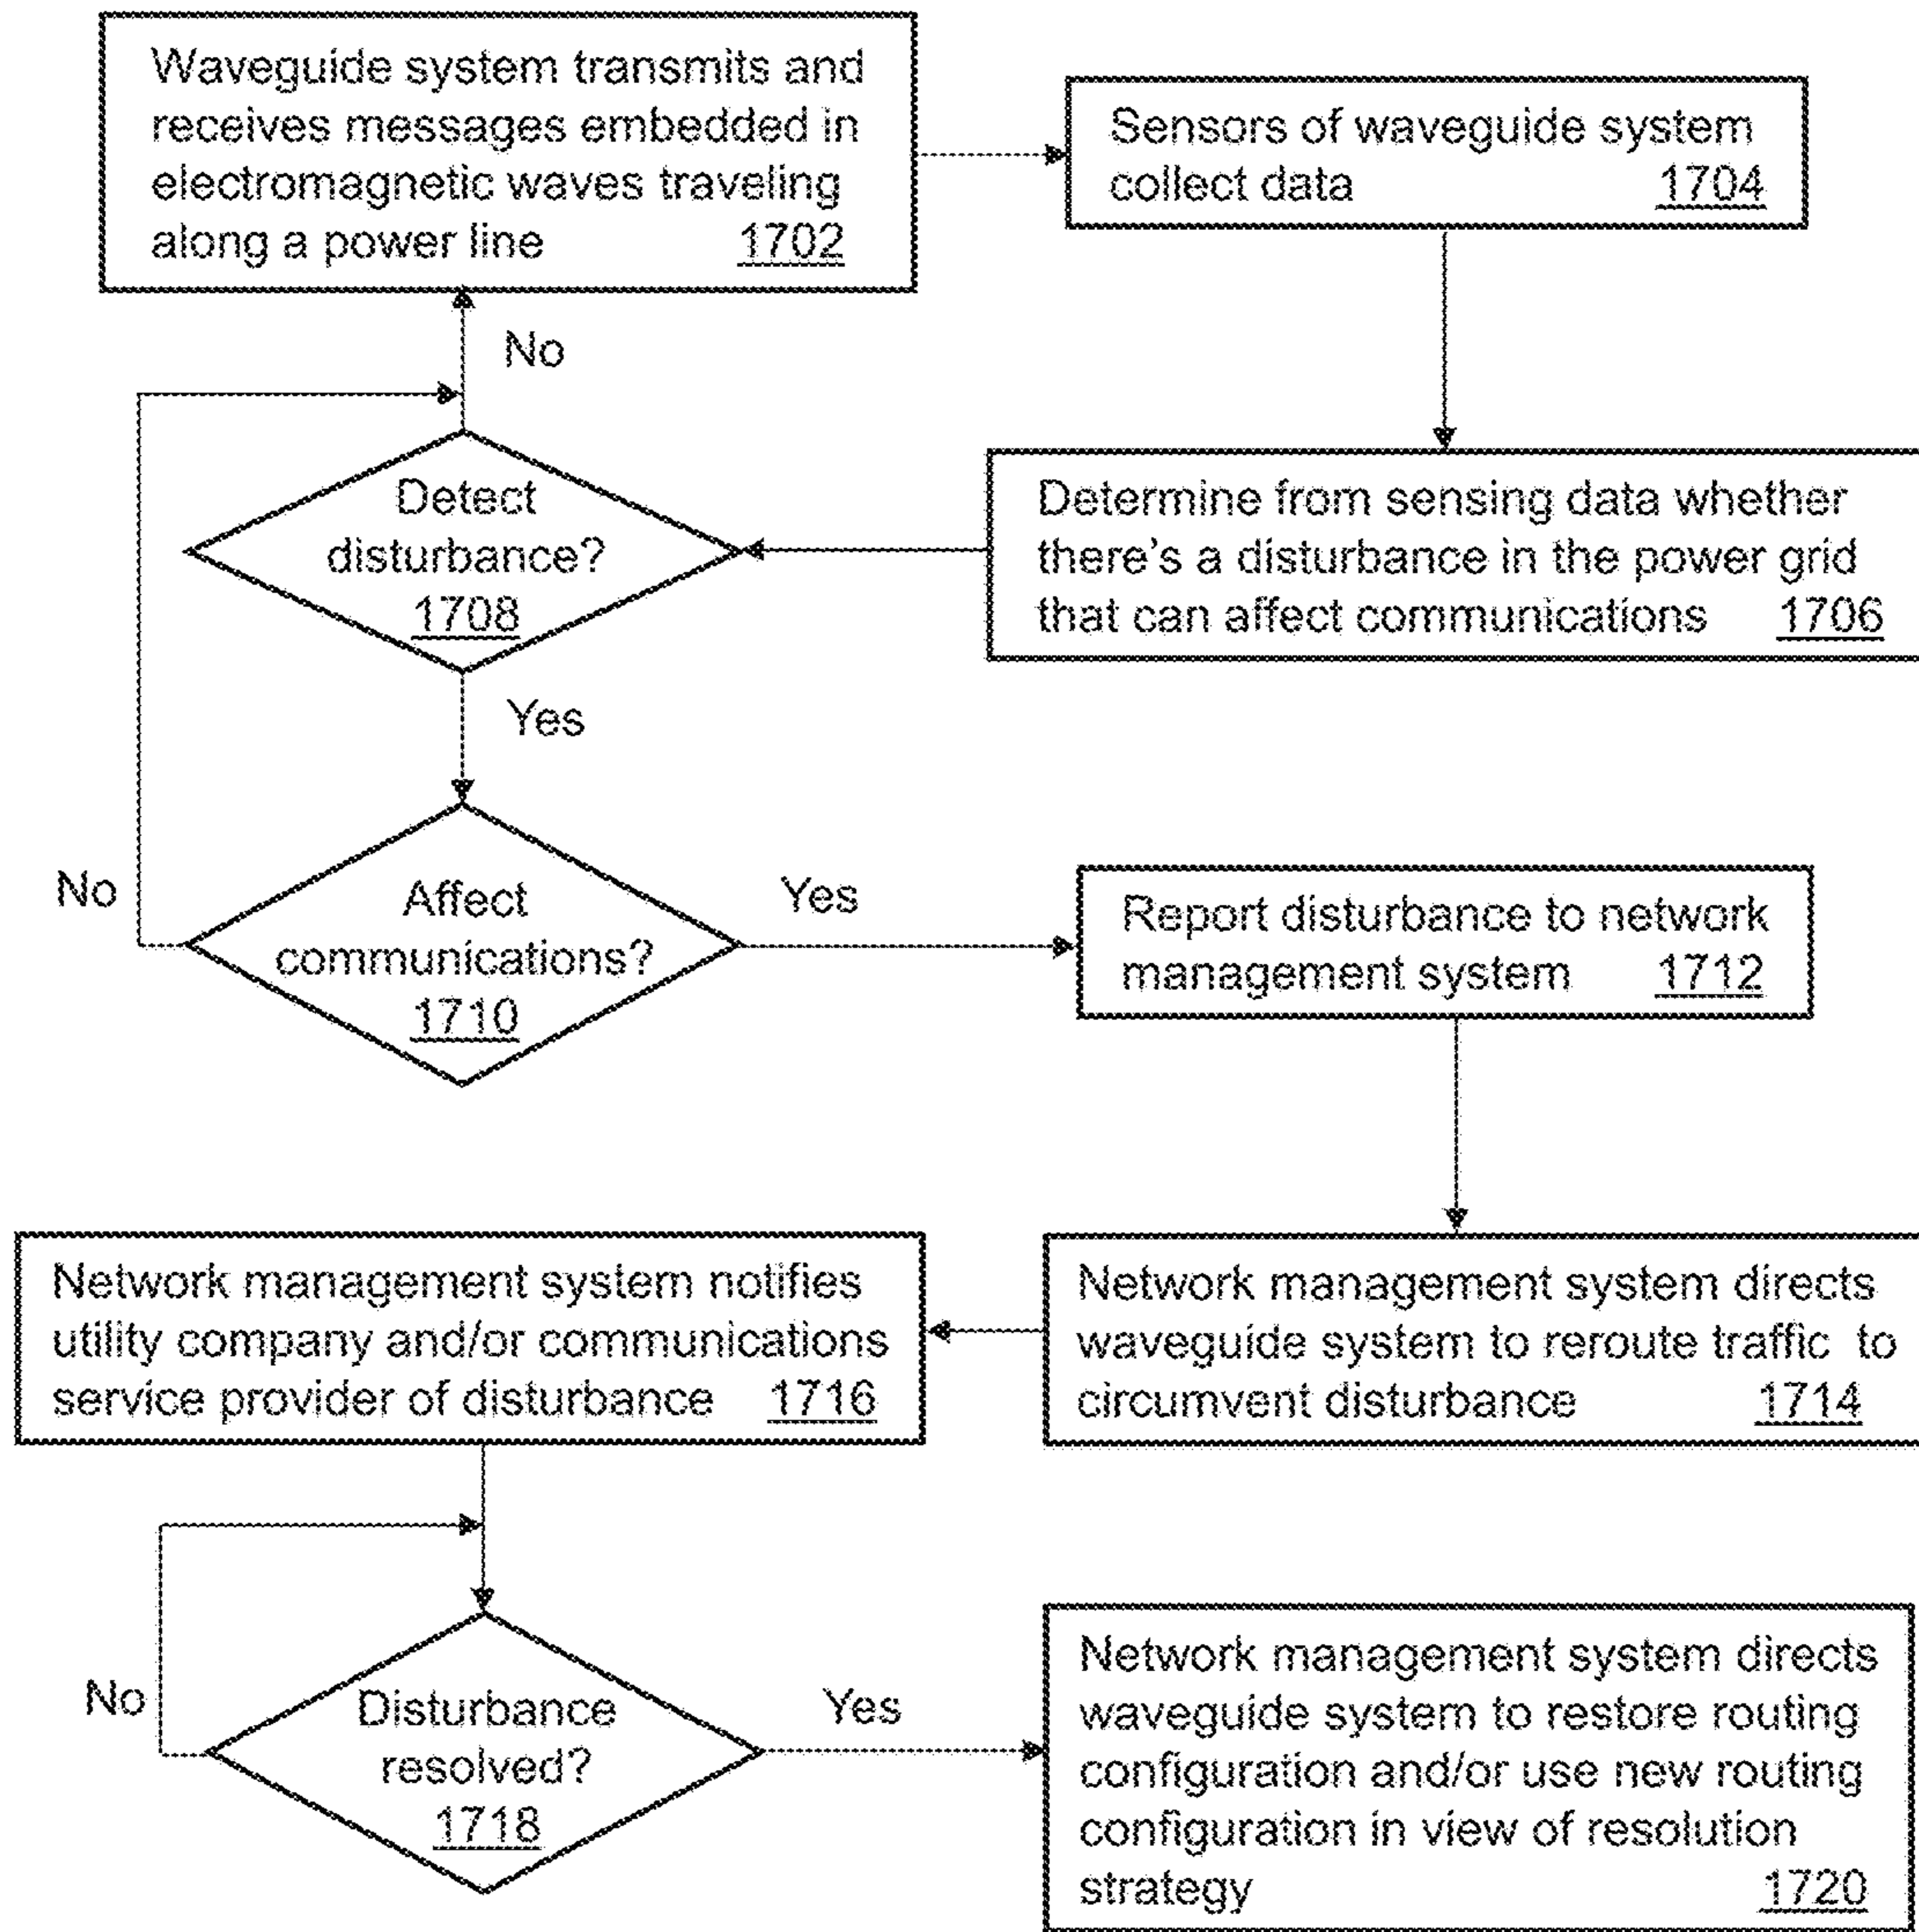 Waveguide system transmits and
receives messages embedded in
electromagnetic waves traveling
along a power line 1702
Sensors of waveguide system
collect data 1704
No
Detect
disturbance?
1708
Determine from sensing data whether
there's a disturbance in the power grid
that can affect communications 1706
Yes
No
Affect
communications?
1710
Yes
Report disturbance to network
management system 1712
Network management system notifies
utility company and/or communications
service provider of disturbance 1716
Network management system directs
waveguide system to reroute traffic to
circumvent disturbance 1714
No
Disturbance
resolved?
1718
Yes
Network management system directs
waveguide system to restore routing
configuration and/or use new routing
configuration in view of resolution
strategy 1720